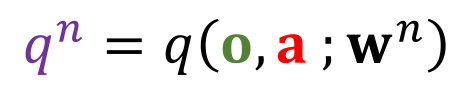 qⁿ = q(o, a ; wⁿ)